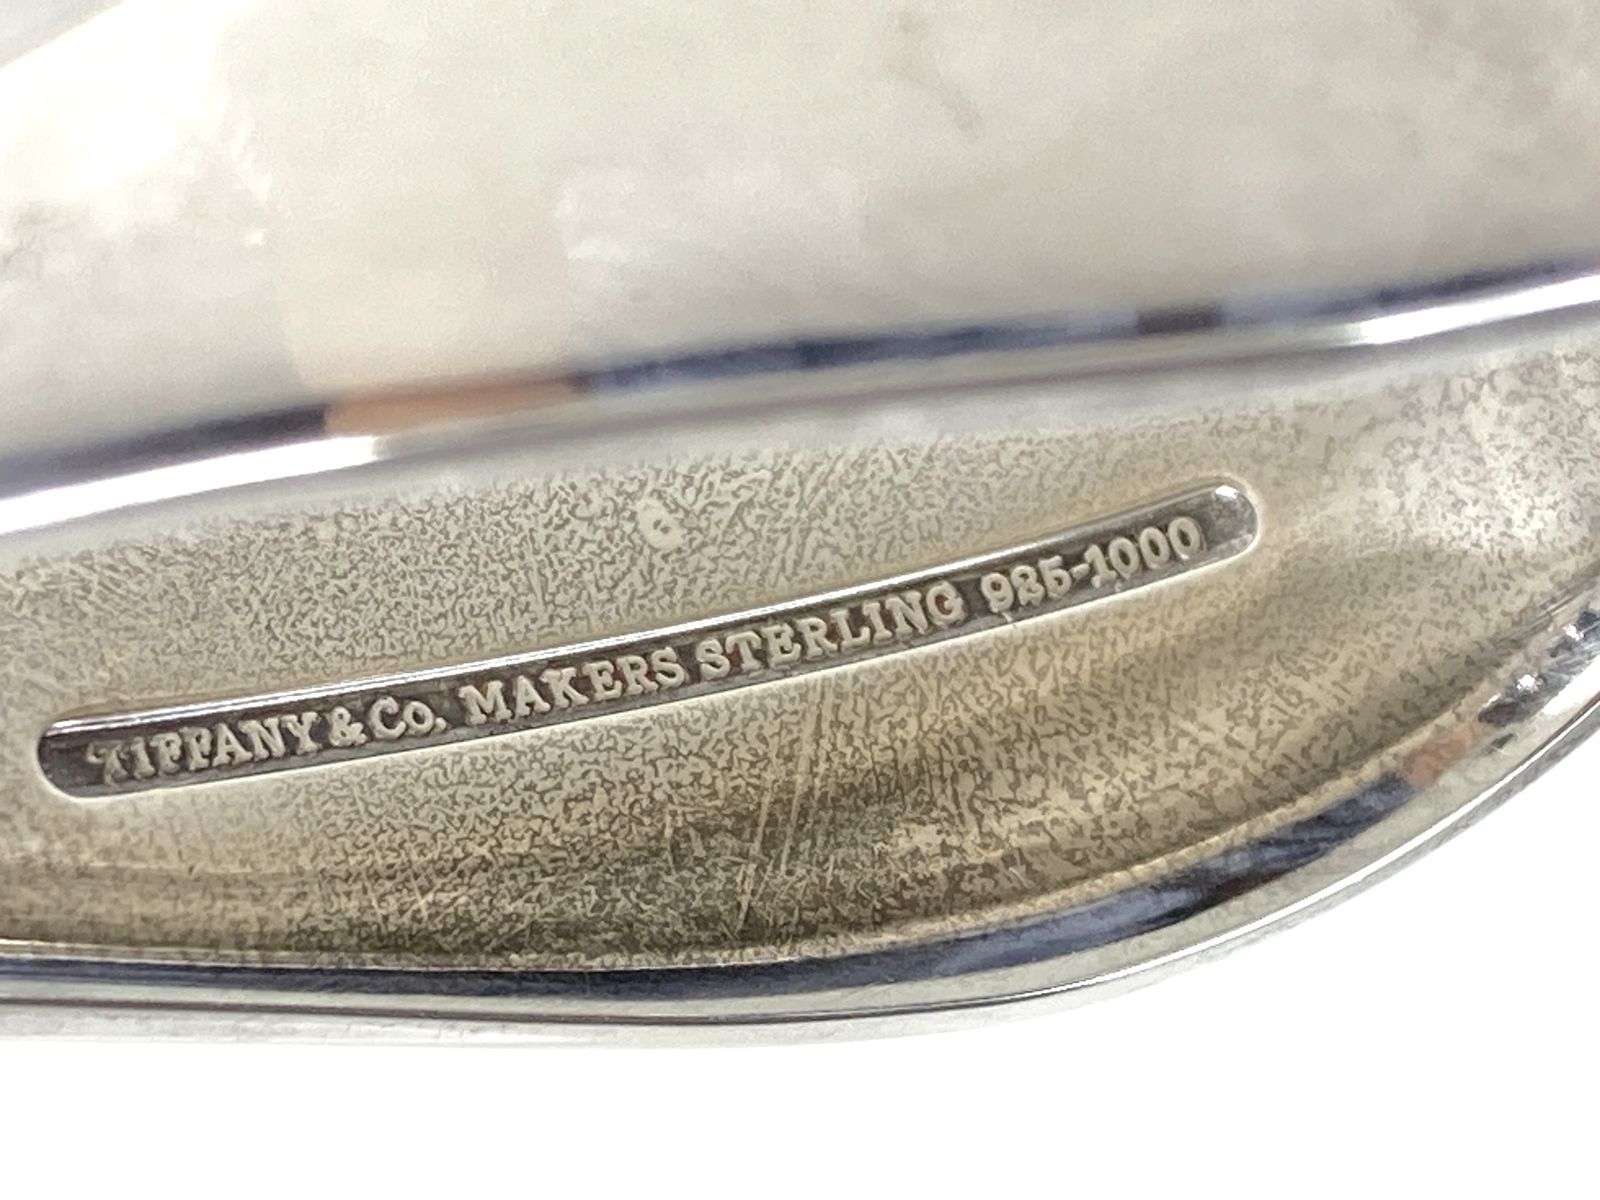 TIFFANY & Co. MAKERS STERLING 925-1000